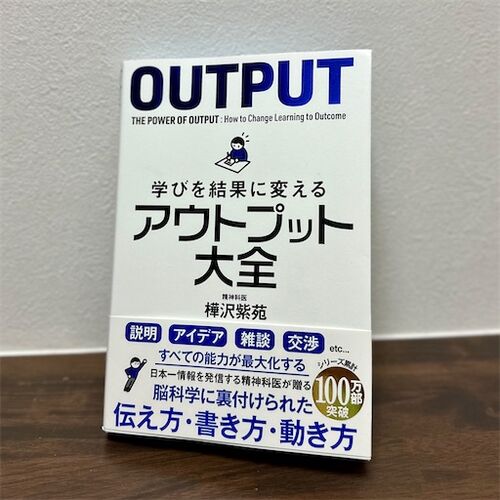 OUTPUT
THE POWER OF OUTPUT : How to Change Learning to Outcome
学びを結果に変える
アウトプット
大全
精神科医
樺沢紫苑
説明 アイデア 雑談 交渉 etc...
すべての能力が最大化する
日本一情報を発信する精神科医が贈る
脳科学に裏付けられた
伝え方・書き方・動き方
シリーズ累計
100万部
突破